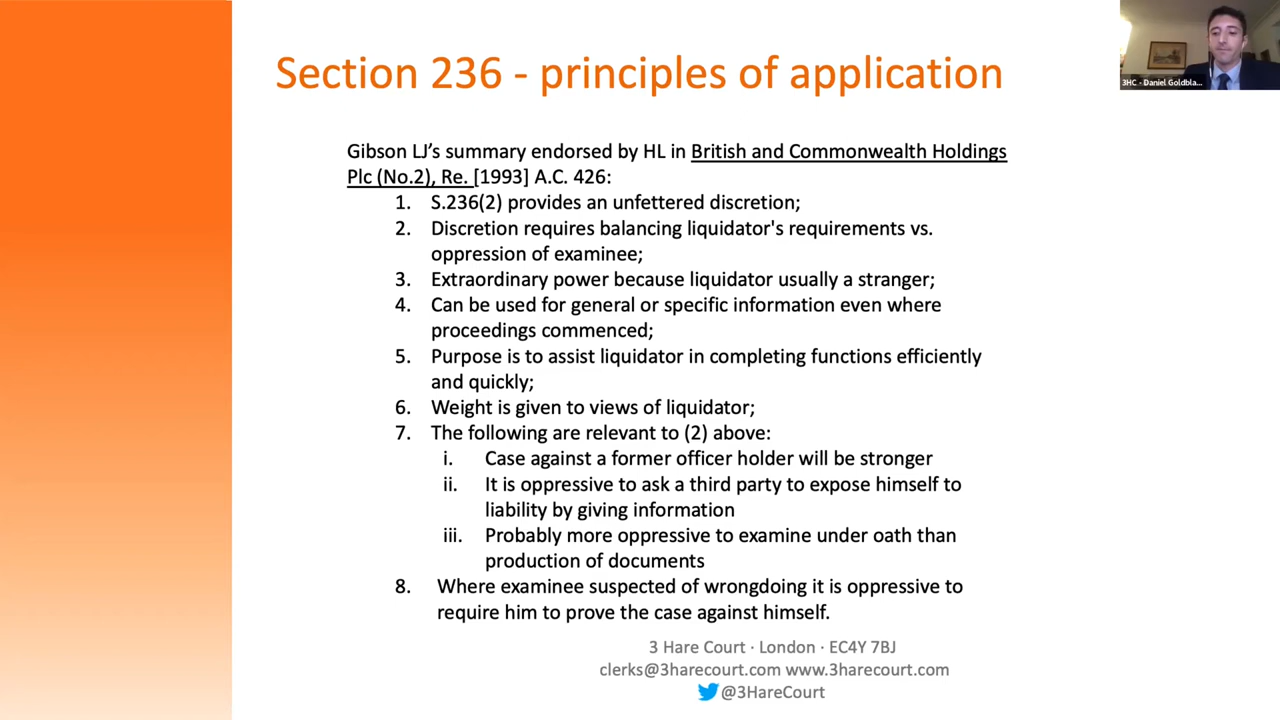 Section 236 - principles of application
3HC - Daniel Goldbla...
Gibson LJ's summary endorsed by HL in British and Commonwealth Holdings
Plc (No.2), Re. [1993] A.C. 426:
1. S.236(2) provides an unfettered discretion;
2. Discretion requires balancing liquidator's requirements vs.
oppression of examinee;
3. Extraordinary power because liquidator usually a stranger;
4. Can be used for general or specific information even where
proceedings commenced;
5. Purpose is to assist liquidator in completing functions efficiently
and quickly;
6. Weight is given to views of liquidator;
7. The following are relevant to (2) above:
i. Case against a former officer holder will be stronger
ii. It is oppressive to ask a third party to expose himself to
liability by giving information
iii. Probably more oppressive to examine under oath than
production of documents
8. Where examinee suspected of wrongdoing it is oppressive to
require him to prove the case against himself.
3 Hare Court · London · EC4Y 7BJ
clerks@3harecourt.com www.3harecourt.com
@3HareCourt